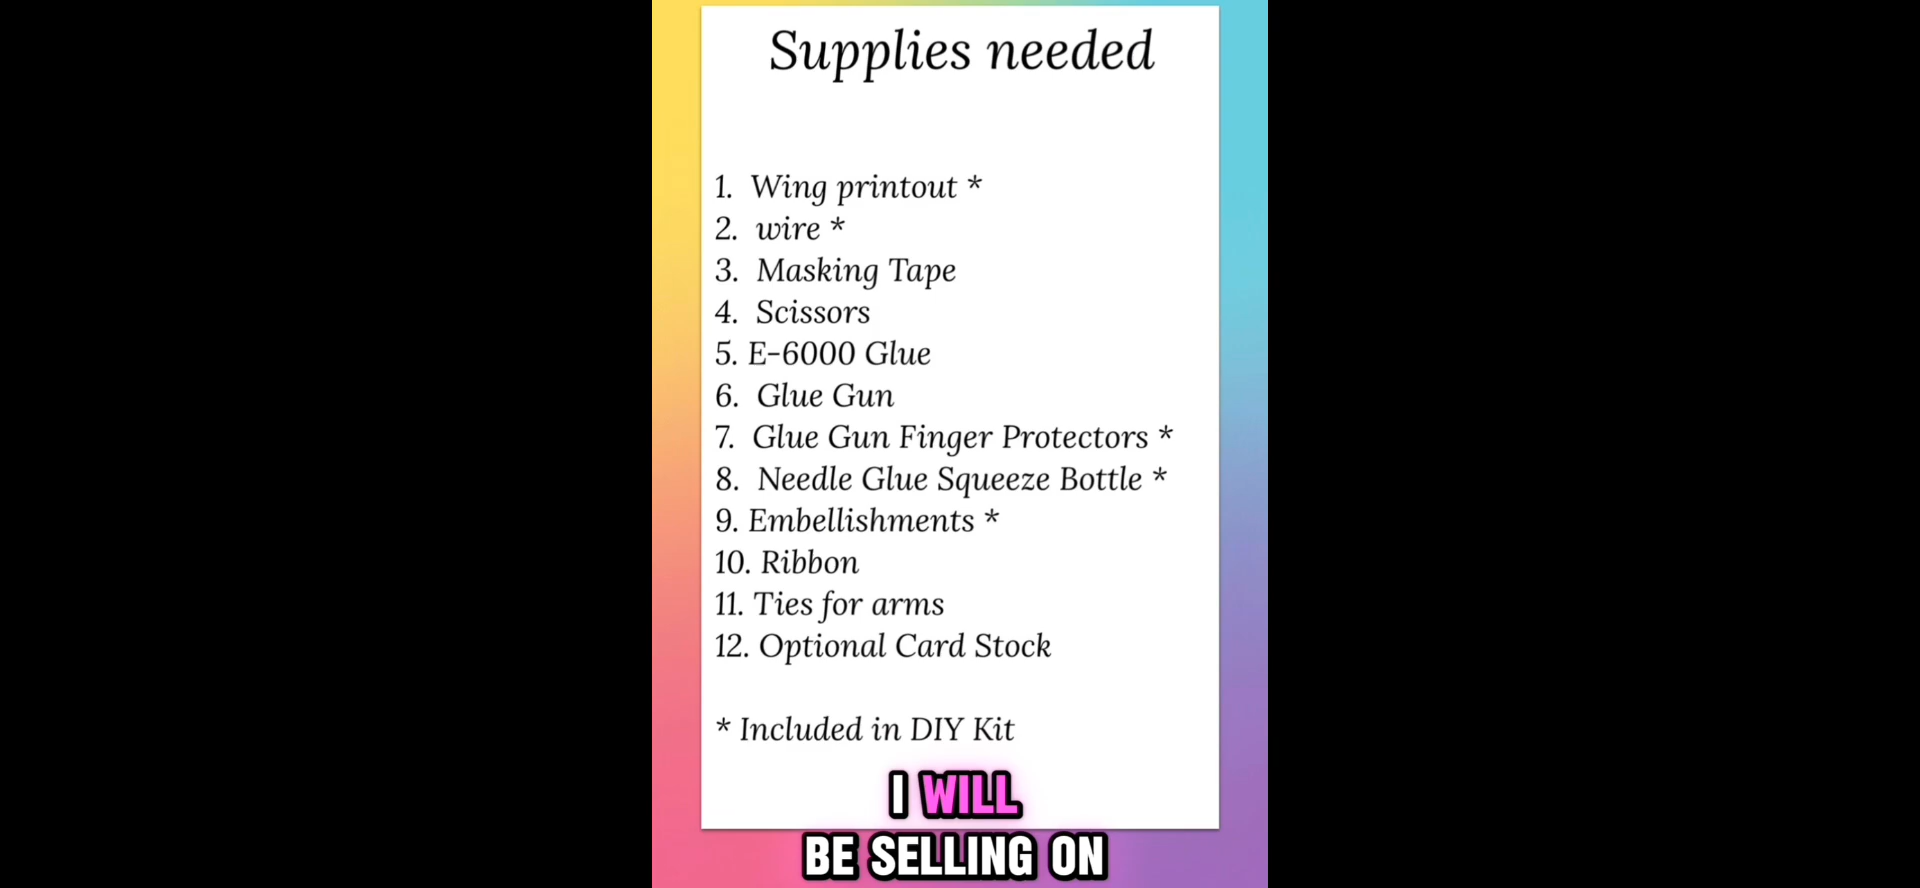 Supplies needed
1. Wing printout *
2. wire *
3. Masking Tape
4. Scissors
5. E-6000 Glue
6. Glue Gun
7. Glue Gun Finger Protectors *
8. Needle Glue Squeeze Bottle *
9. Embellishments *
10. Ribbon
11. Ties for arms
12. Optional Card Stock
* Included in DIY Kit
I WILL
BE SELLING ON